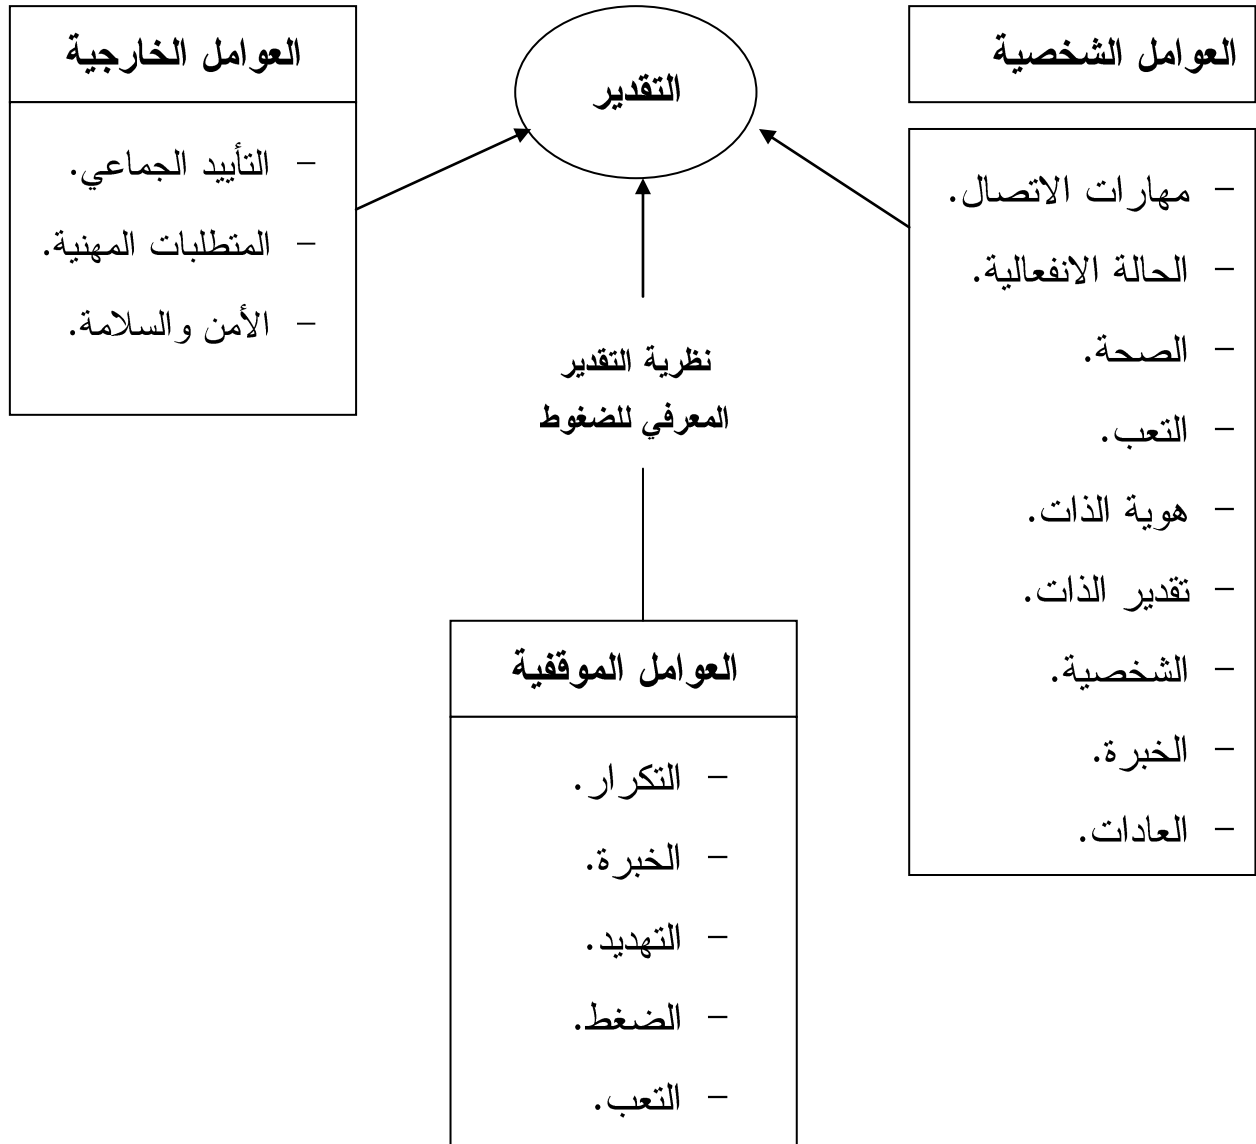 العوامل الشخصية
– مهارات الاتصال.
– الحالة الانفعالية.
– الصحة.
– التعب.
– هوية الذات.
– تقدير الذات.
– الشخصية.
– الخبرة.
– العادات.
التقدير
نظرية التقدير
المعرفي للضغوط
العوامل الخارجية
– التأييد الجماعي.
– المتطلبات المهنية.
– الأمن والسلامة.
العوامل الموقفية
– التكرار.
– الخبرة.
– التهديد.
– الضغط.
– التعب.